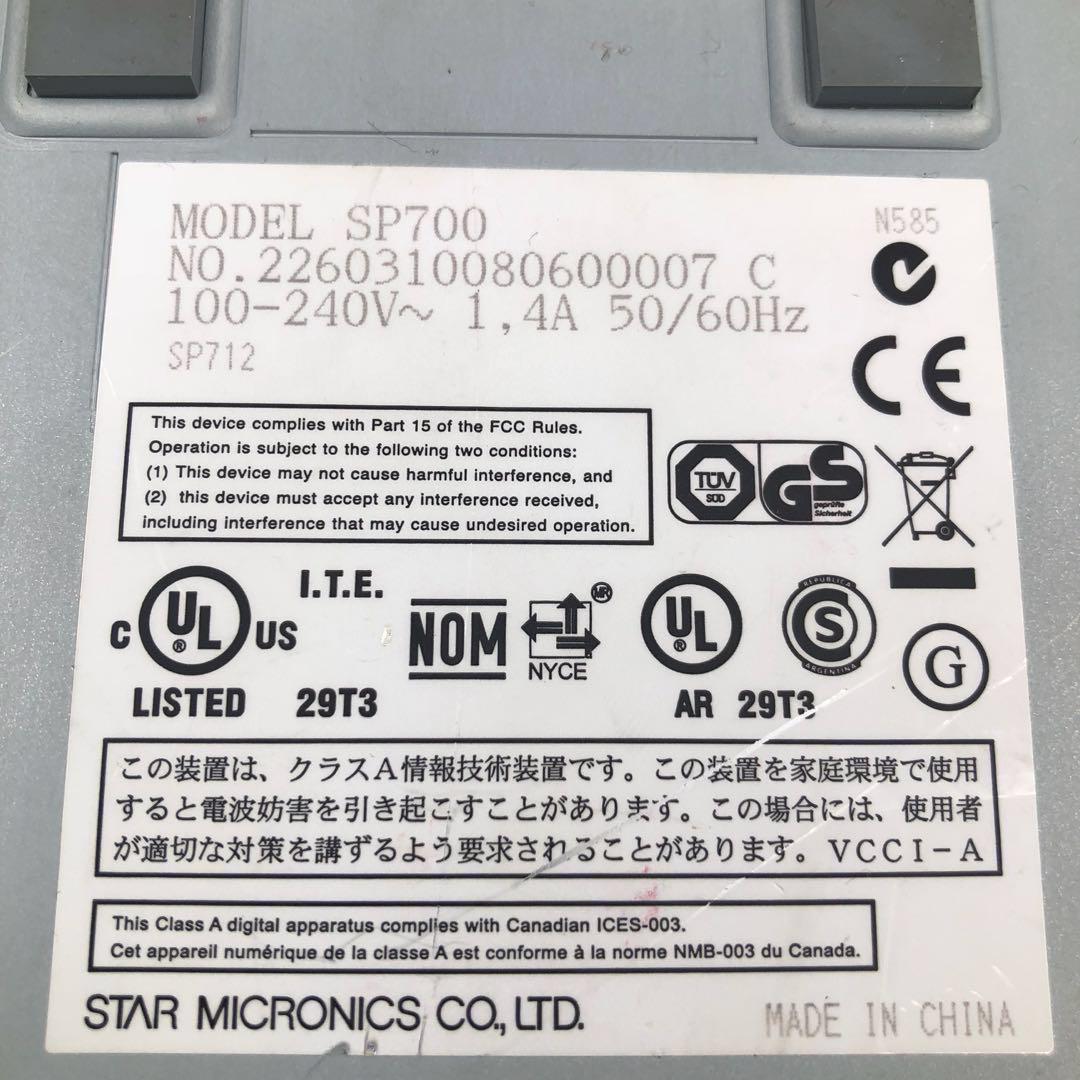 MODEL SP700
N585
NO.2260310080600007 C
100-240V~ 1,4A 50/60Hz
SP712
CE
This device complies with Part 15 of the FCC Rules.
Operation is subject to the following two conditions:
(1) This device may not cause harmful interference, and
(2) this device must accept any interference received,
including interference that may cause undesired operation.
TÜV
SÜD
GS
geprüfte
Sicherheit
I.T.E.
C UL® US
LISTED 29T3
NOM
MR
NYCE
UL®
AR 29T3
REPUBLICA
S
ARGENTINA
G
この装置は、クラスA情報技術装置です。この装置を家庭環境で使用
すると電波妨害を引き起こすことがあります。この場合には、使用者
が適切な対策を講ずるよう要求されることがあります。VCCI-A
This Class A digital apparatus complies with Canadian ICES-003.
Cet appareil numérique de la classe A est conforme à la norme NMB-003 du Canada.
STAR MICRONICS CO., LTD.
MADE IN CHINA